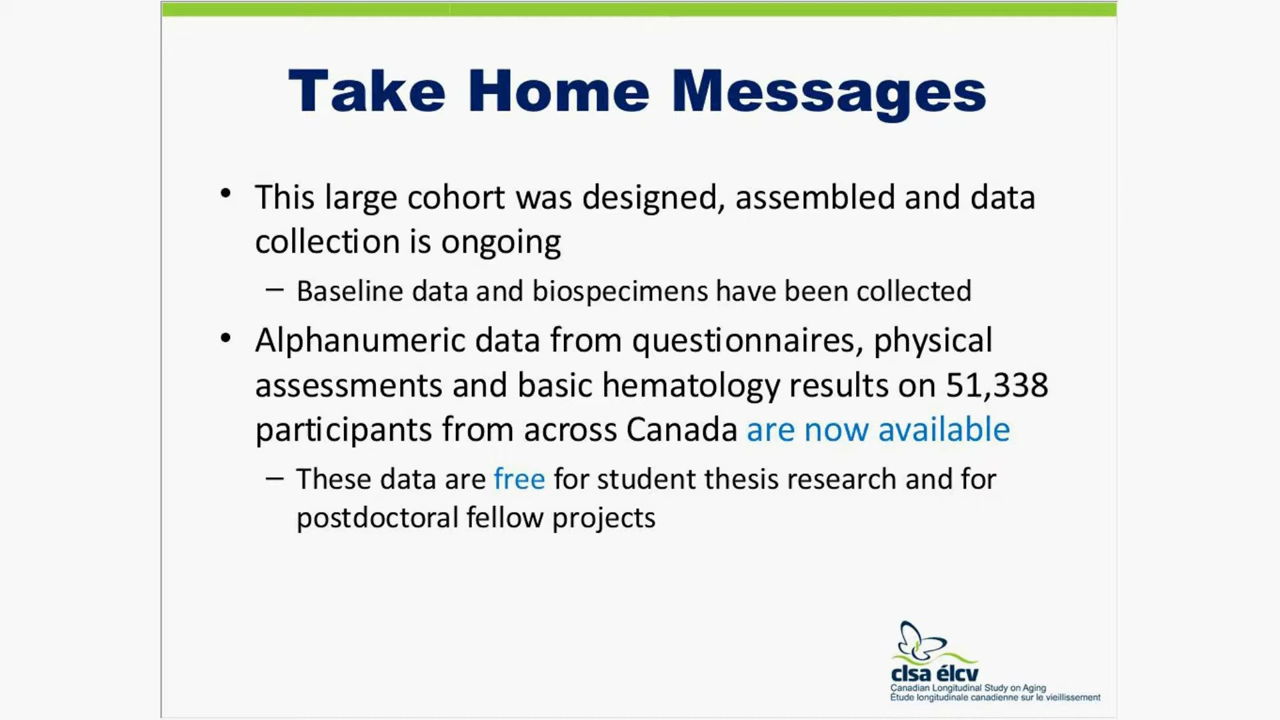 Take Home Messages
• This large cohort was designed, assembled and data
collection is ongoing
– Baseline data and biospecimens have been collected
• Alphanumeric data from questionnaires, physical
assessments and basic hematology results on 51,338
participants from across Canada are now available
– These data are free for student thesis research and for
postdoctoral fellow projects
clsa élcv
Canadian Longitudinal Study on Aging
Étude longitudinale canadienne sur le vieillissement